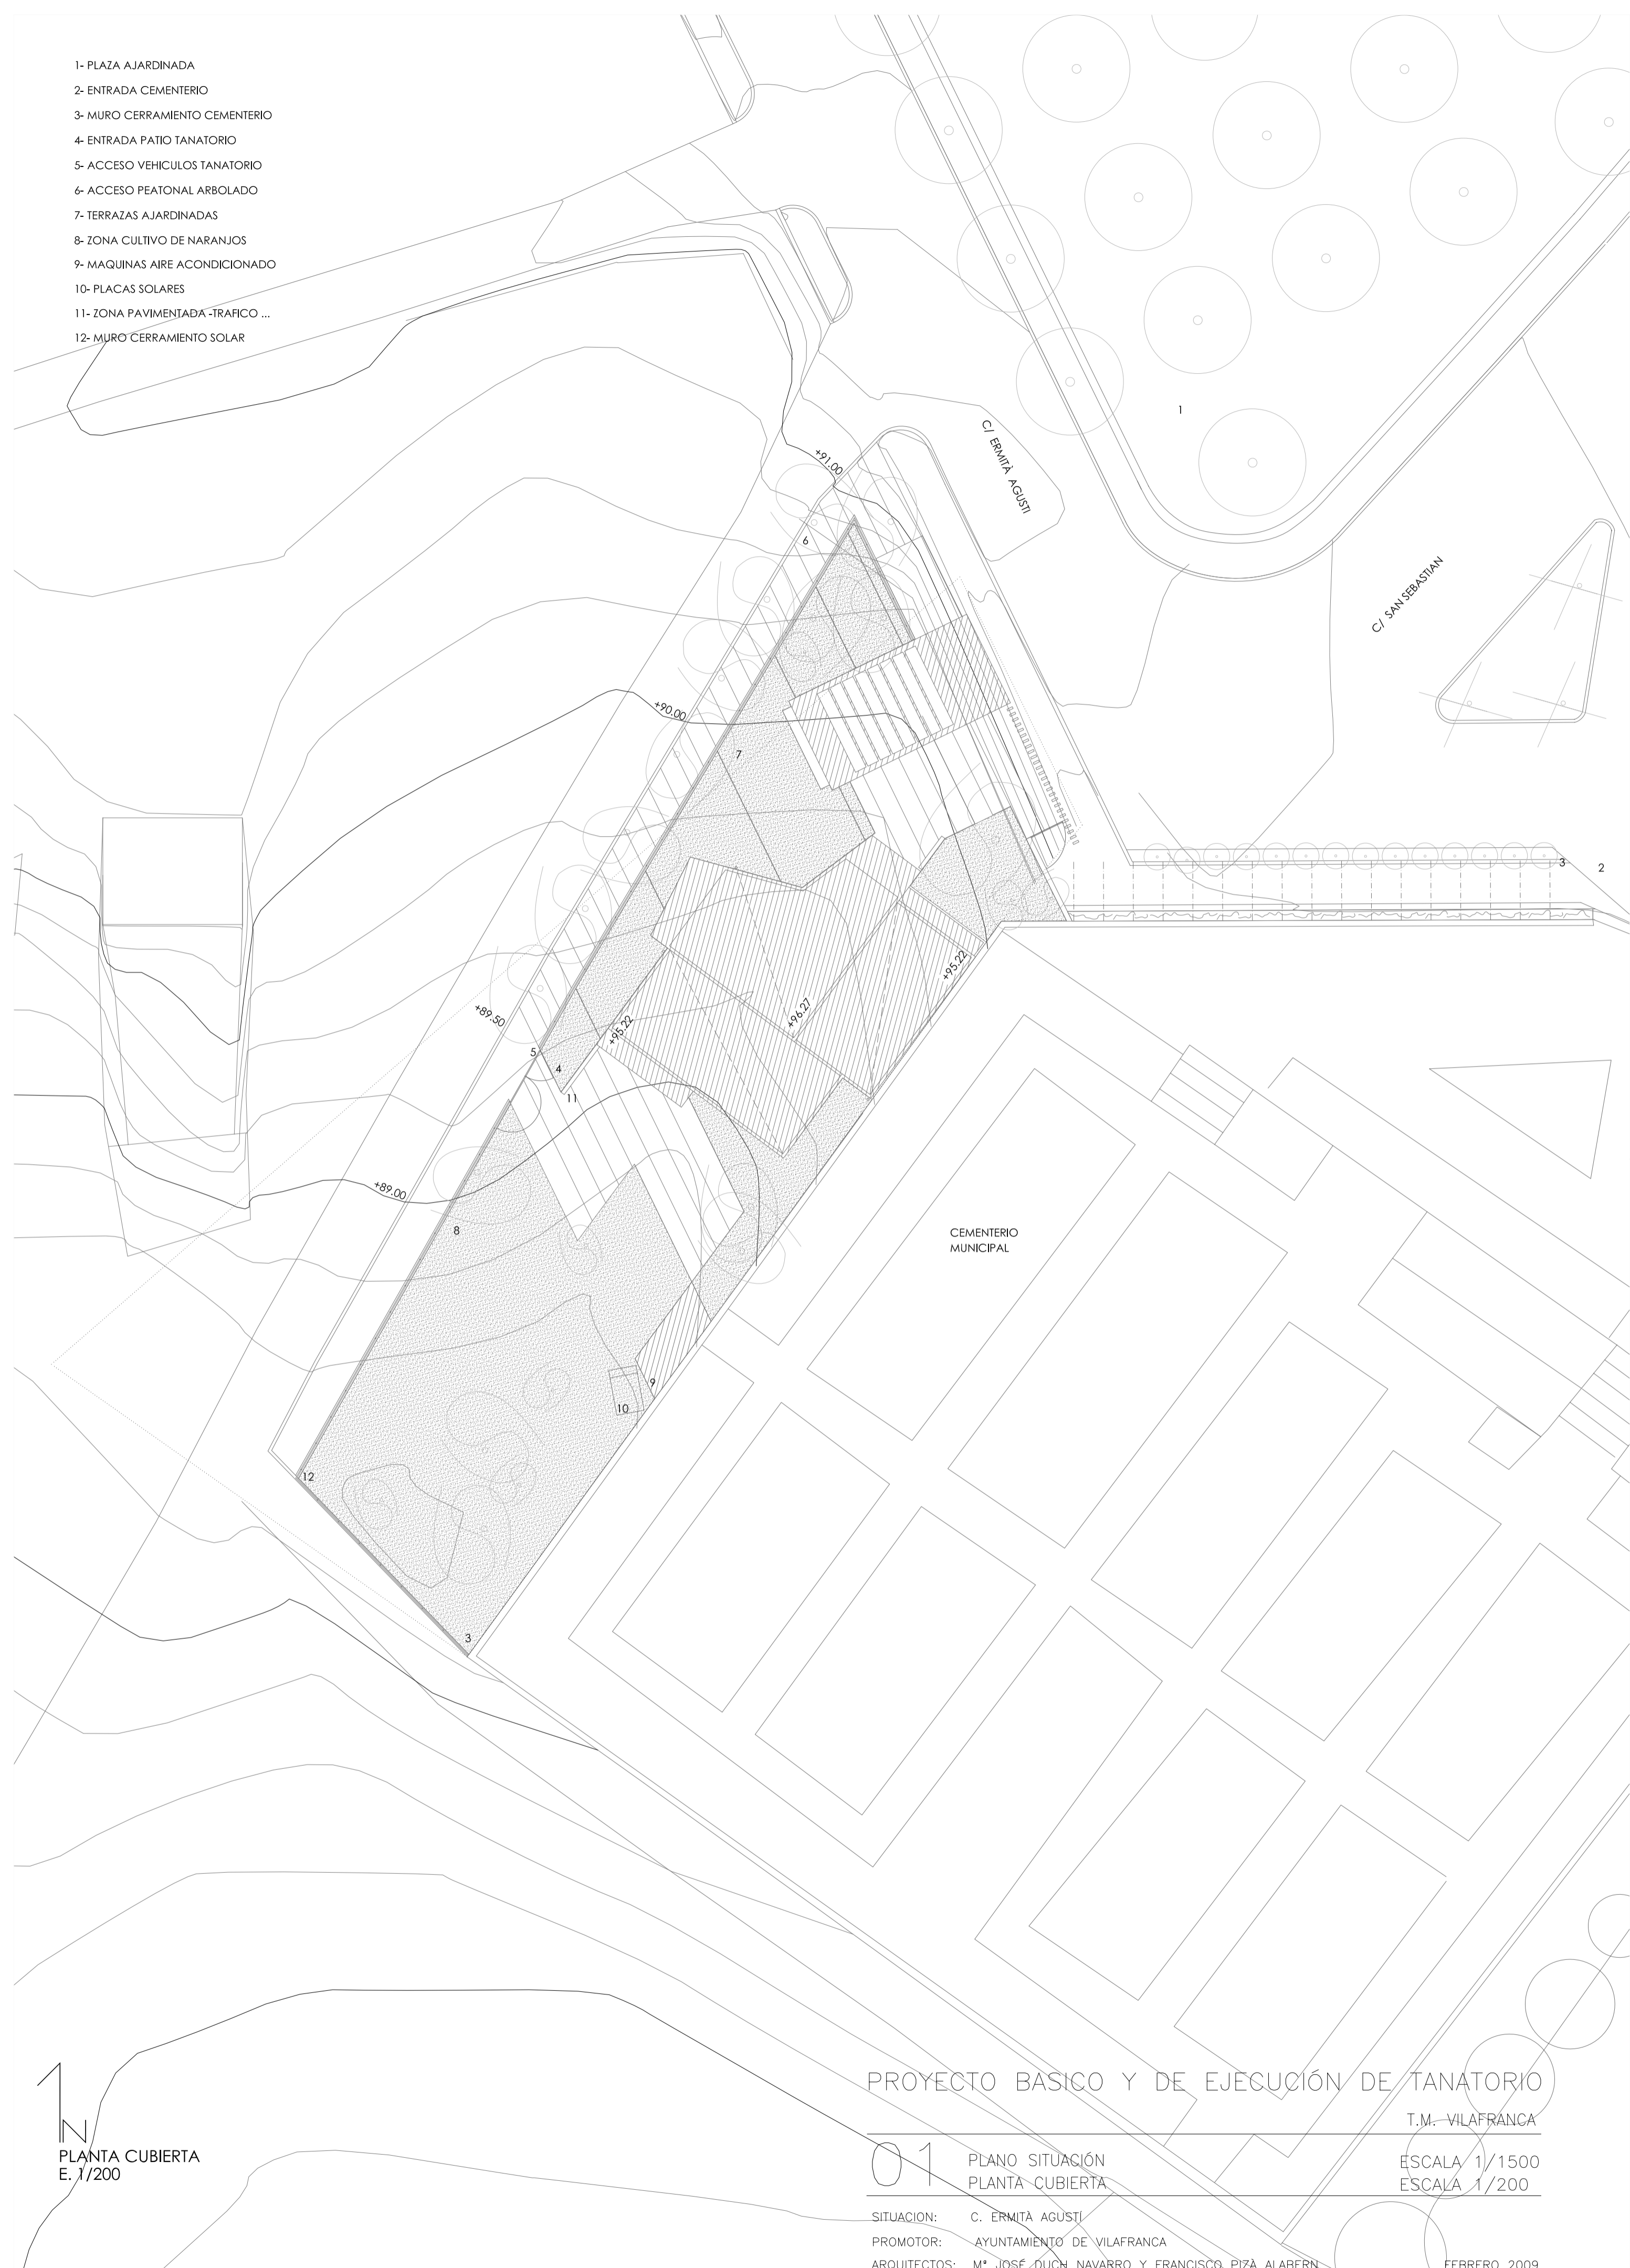 1- PLAZA AJARDINADA
2- ENTRADA CEMENTERIO
3- MURO CERRAMIENTO CEMENTERIO
4- ENTRADA PATIO TANATORIO
5- ACCESO VEHICULOS TANATORIO
6- ACCESO PEATONAL ARBOLADO
7- TERRAZAS AJARDINADAS
8- ZONA CULTIVO DE NARANJOS
9- MAQUINAS AIRE ACONDICIONADO
10- PLACAS SOLARES
11- ZONA PAVIMENTADA -TRAFICO ...
12- MURO CERRAMIENTO SOLAR
1
C/ ERMITÀ AGUSTI
+91.00
6
C/ SAN SEBASTIAN
+90.00
7
3
2
+95.22
+89.50
+96.27
+95.22
5
4
11
+89.00
8
CEMENTERIO
MUNICIPAL
9
10
12
3
N
PLANTA CUBIERTA
E. 1/200
PROYECTO BASICO Y DE EJECUCIÓN DE TANATORIO
T.M. VILAFRANCA
01
PLANO SITUACIÓN
PLANTA CUBIERTA
ESCALA 1/1500
ESCALA 1/200
SITUACION: C. ERMITÀ AGUSTÍ
PROMOTOR: AYUNTAMIENTO DE VILAFRANCA
ARQUITECTOS: Mª JOSÉ DUCH NAVARRO Y FRANCISCO PIZÀ ALABERN FEBRERO 2009